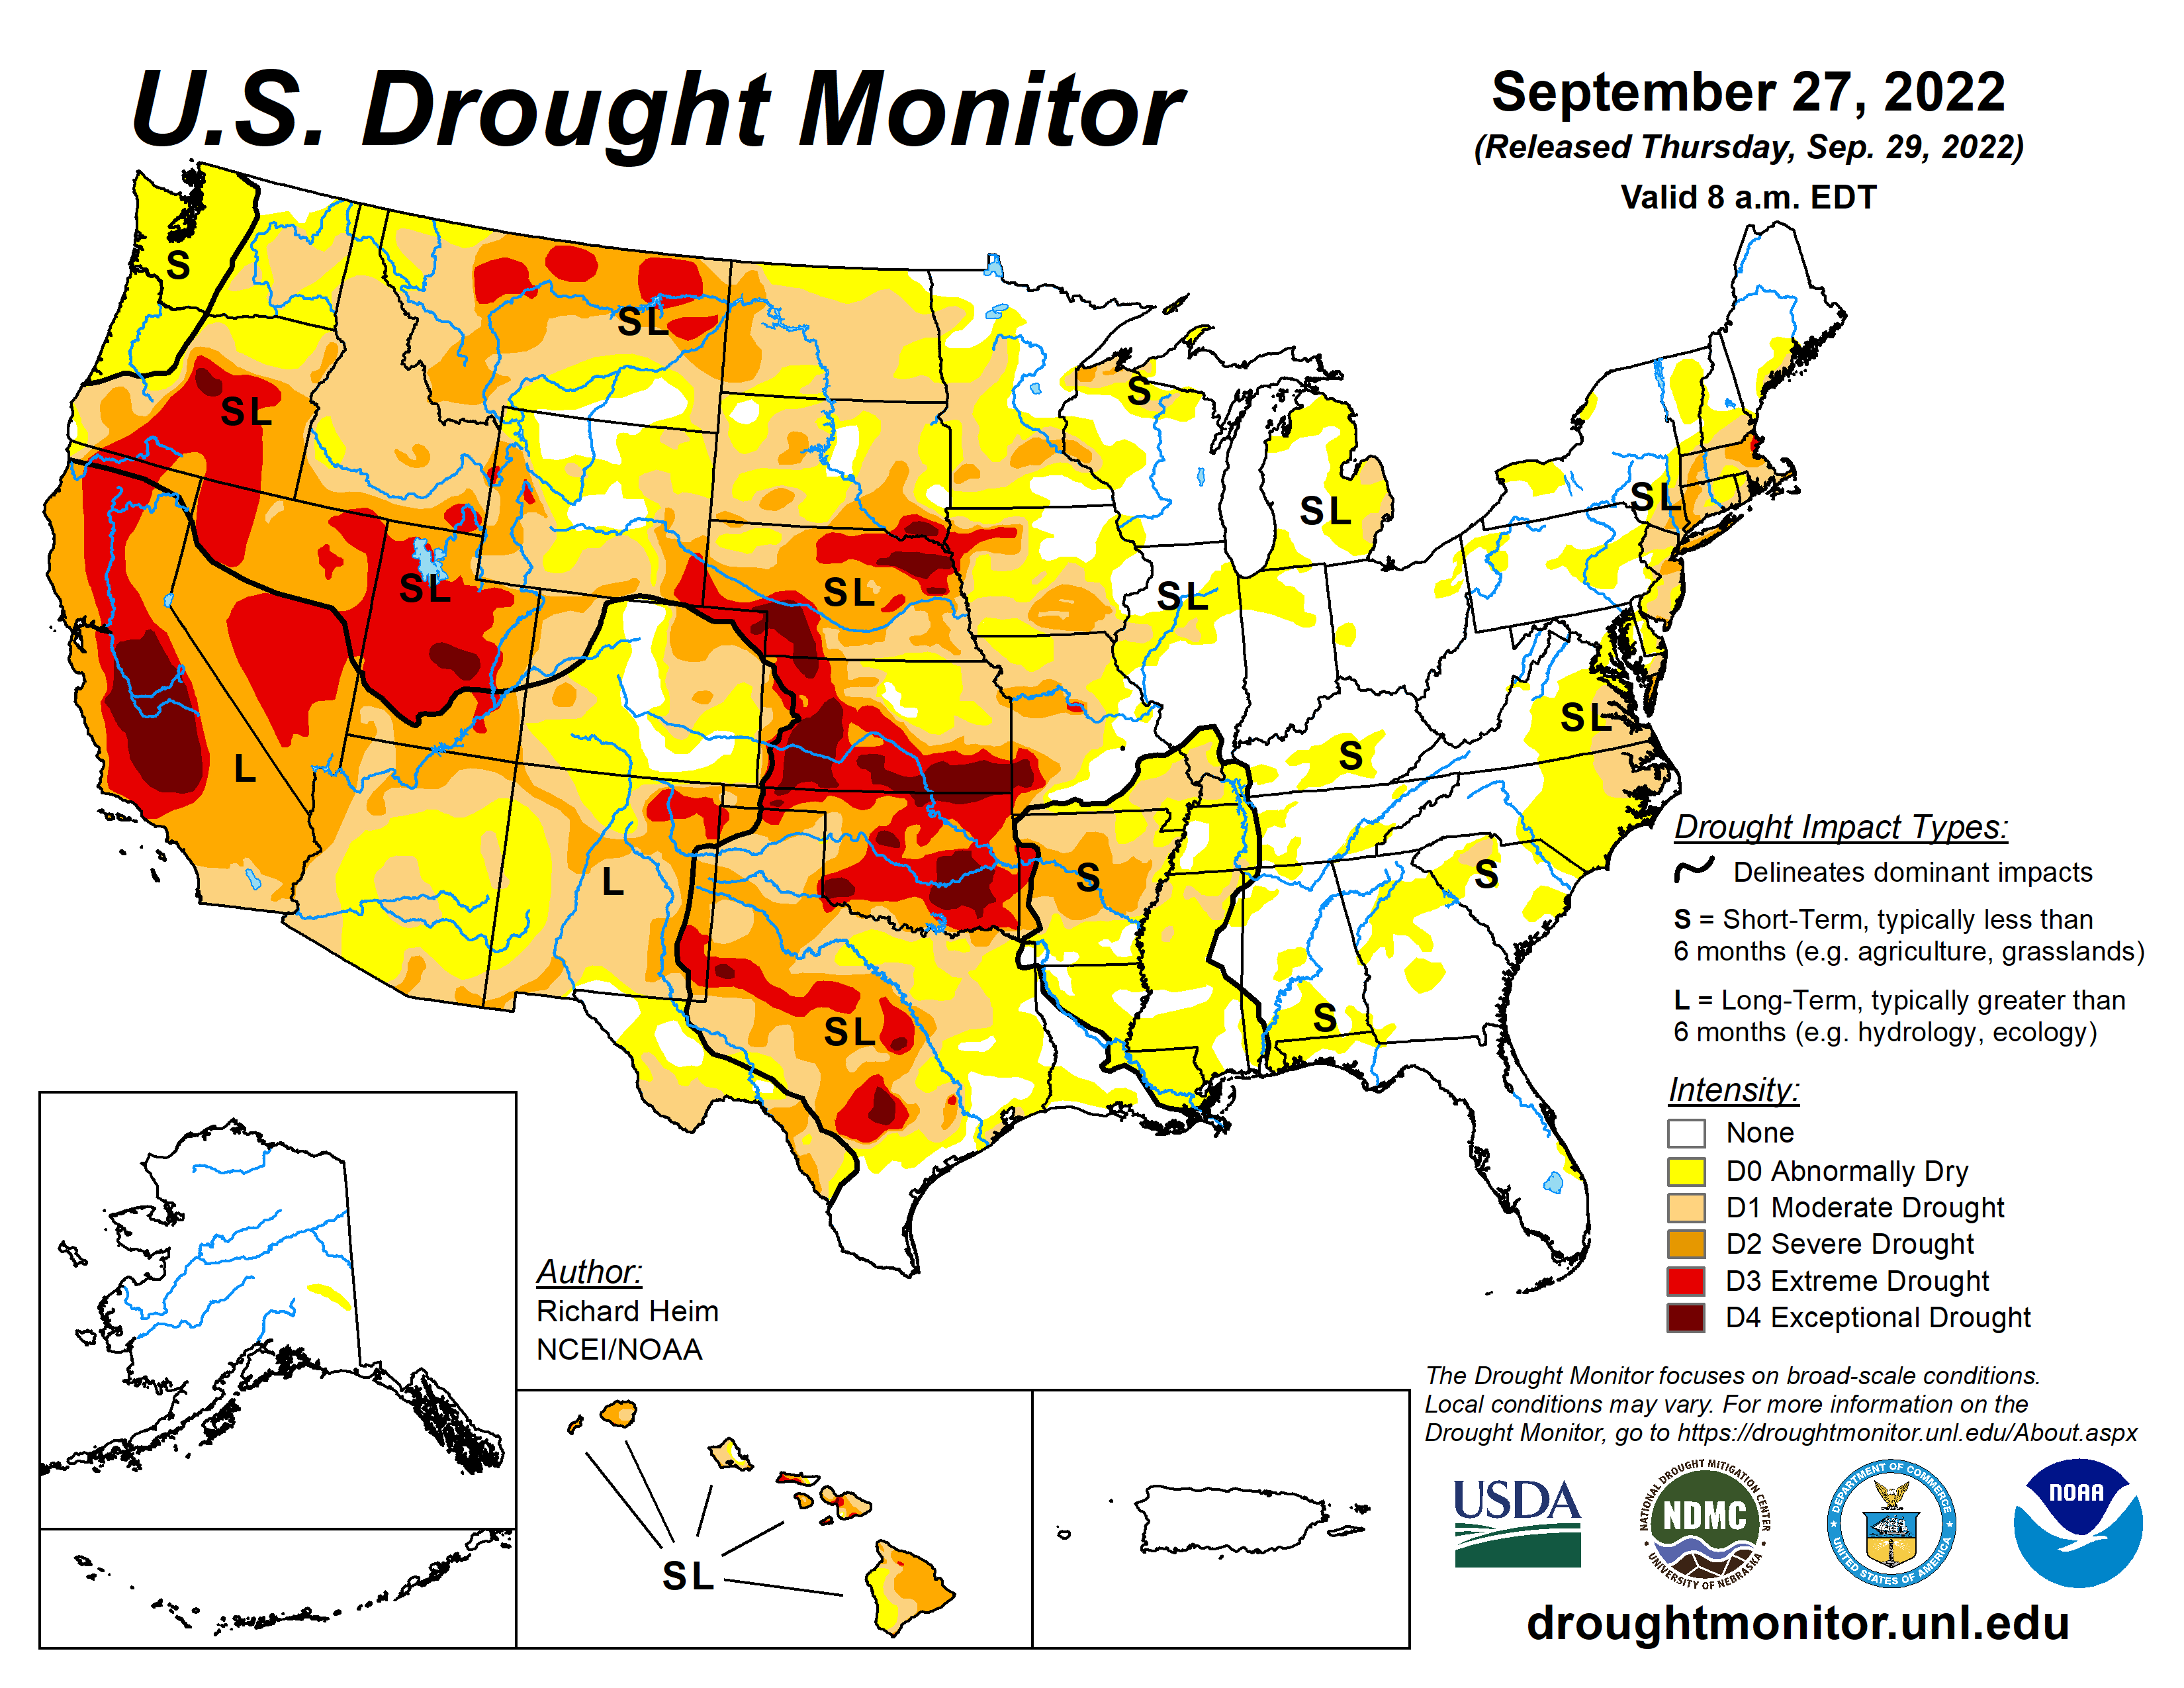 U.S. Drought Monitor
September 27, 2022
(Released Thursday, Sep. 29, 2022)
Valid 8 a.m. EDT
S
SL
SL
S
SL
SL
SL
SL
SL
SL
S
L
S
L
S
S
SL
S
Drought Impact Types:
Delineates dominant impacts
S = Short-Term, typically less than
6 months (e.g. agriculture, grasslands)
L = Long-Term, typically greater than
6 months (e.g. hydrology, ecology)
Intensity:
None
D0 Abnormally Dry
D1 Moderate Drought
D2 Severe Drought
D3 Extreme Drought
D4 Exceptional Drought
Author:
Richard Heim
NCEI/NOAA
SL
The Drought Monitor focuses on broad-scale conditions.
Local conditions may vary. For more information on the
Drought Monitor, go to https://droughtmonitor.unl.edu/About.aspx
USDA
NATIONAL DROUGHT MITIGATION CENTER
NDMC
UNIVERSITY OF NEBRASKA
DEPARTMENT OF COMMERCE
UNITED STATES OF AMERICA
NOAA
droughtmonitor.unl.edu